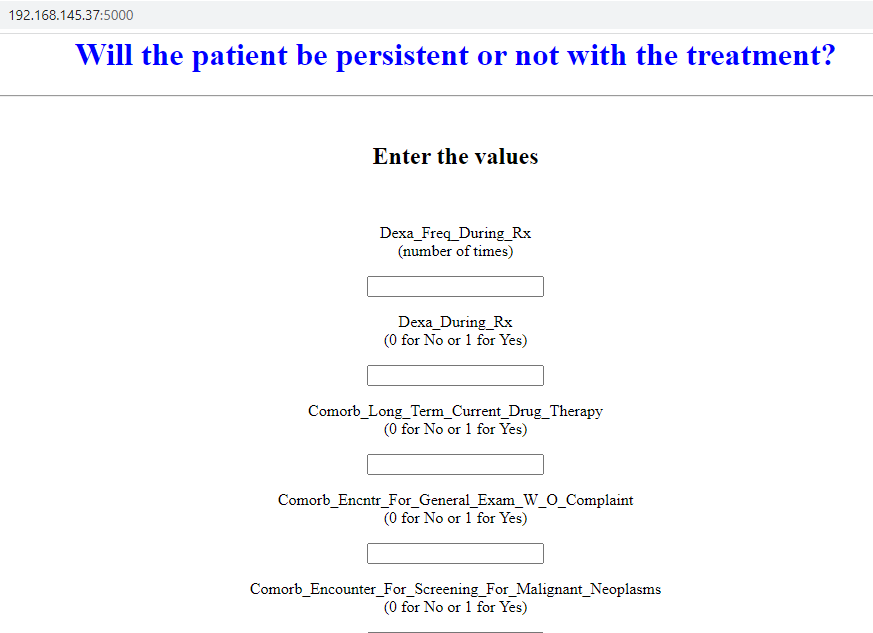 192.168.145.37:5000
Will the patient be persistent or not with the treatment?
Enter the values
Dexa_Freq_During_Rx
(number of times)
Dexa_During_Rx
(0 for No or 1 for Yes)
Comorb_Long_Term_Current_Drug_Therapy
(0 for No or 1 for Yes)
Comorb_Encntr_For_General_Exam_W_O_Complaint
(0 for No or 1 for Yes)
Comorb_Encounter_For_Screening_For_Malignant_Neoplasms
(0 for No or 1 for Yes)